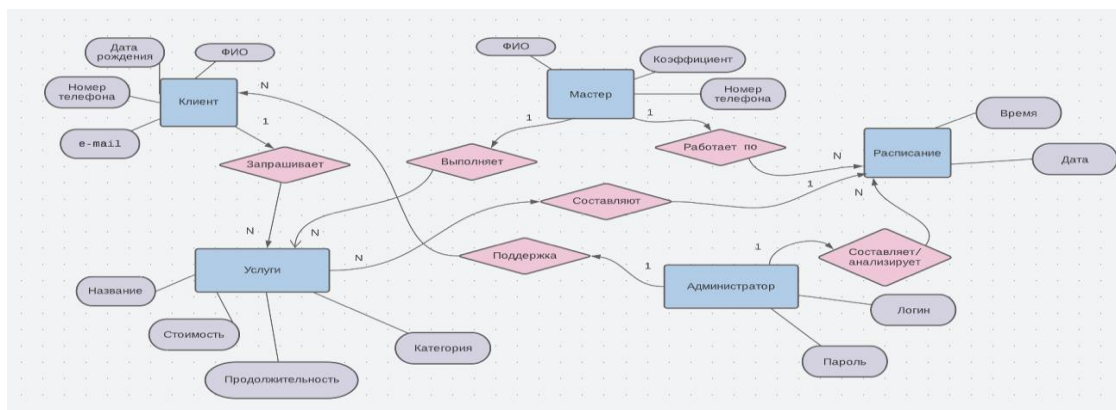 Дата
рождения
ФИО
Номер
телефона
Клиент
e-mail
N
1
Запрашивает
ФИО
Мастер
Коэффициент
Номер
телефона
1
1
Выполняет
Работает по
N
Время
Расписание
Дата
Составляют
1
N
N
N
Услуги
N
Поддержка
1
Администратор
1
Составляет/
анализирует
Название
Стоимость
Продолжительность
Категория
Логин
Пароль